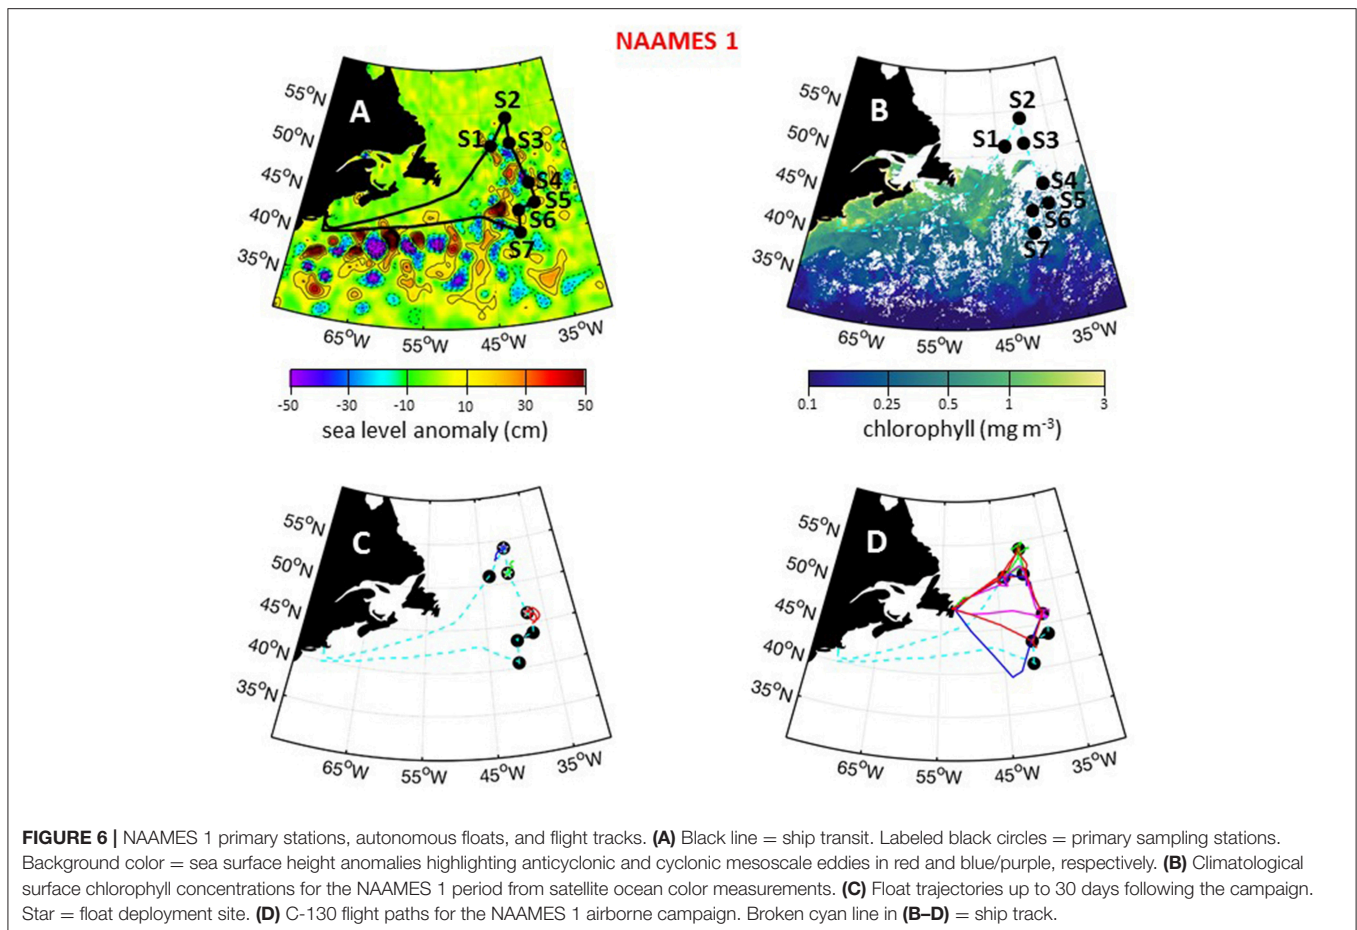 NAAMES 1
A
55°N
50°N
45°N
40°N
35°N
65°W
55°W
45°W
35°W
S1
S2
S3
S4
S5
S6
S7
-50 -30 -10 10 30 50
sea level anomaly (cm)
B
55°N
50°N
45°N
40°N
35°N
65°W
55°W
45°W
35°W
S1
S2
S3
S4
S5
S6
S7
0.1 0.25 0.5 1 3
chlorophyll (mg m⁻³)
C
55°N
50°N
45°N
40°N
35°N
65°W
55°W
45°W
35°W
D
55°N
50°N
45°N
40°N
35°N
65°W
55°W
45°W
35°W
FIGURE 6 | NAAMES 1 primary stations, autonomous floats, and flight tracks. (A) Black line = ship transit. Labeled black circles = primary sampling stations.
Background color = sea surface height anomalies highlighting anticyclonic and cyclonic mesoscale eddies in red and blue/purple, respectively. (B) Climatological
surface chlorophyll concentrations for the NAAMES 1 period from satellite ocean color measurements. (C) Float trajectories up to 30 days following the campaign.
Star = float deployment site. (D) C-130 flight paths for the NAAMES 1 airborne campaign. Broken cyan line in (B–D) = ship track.